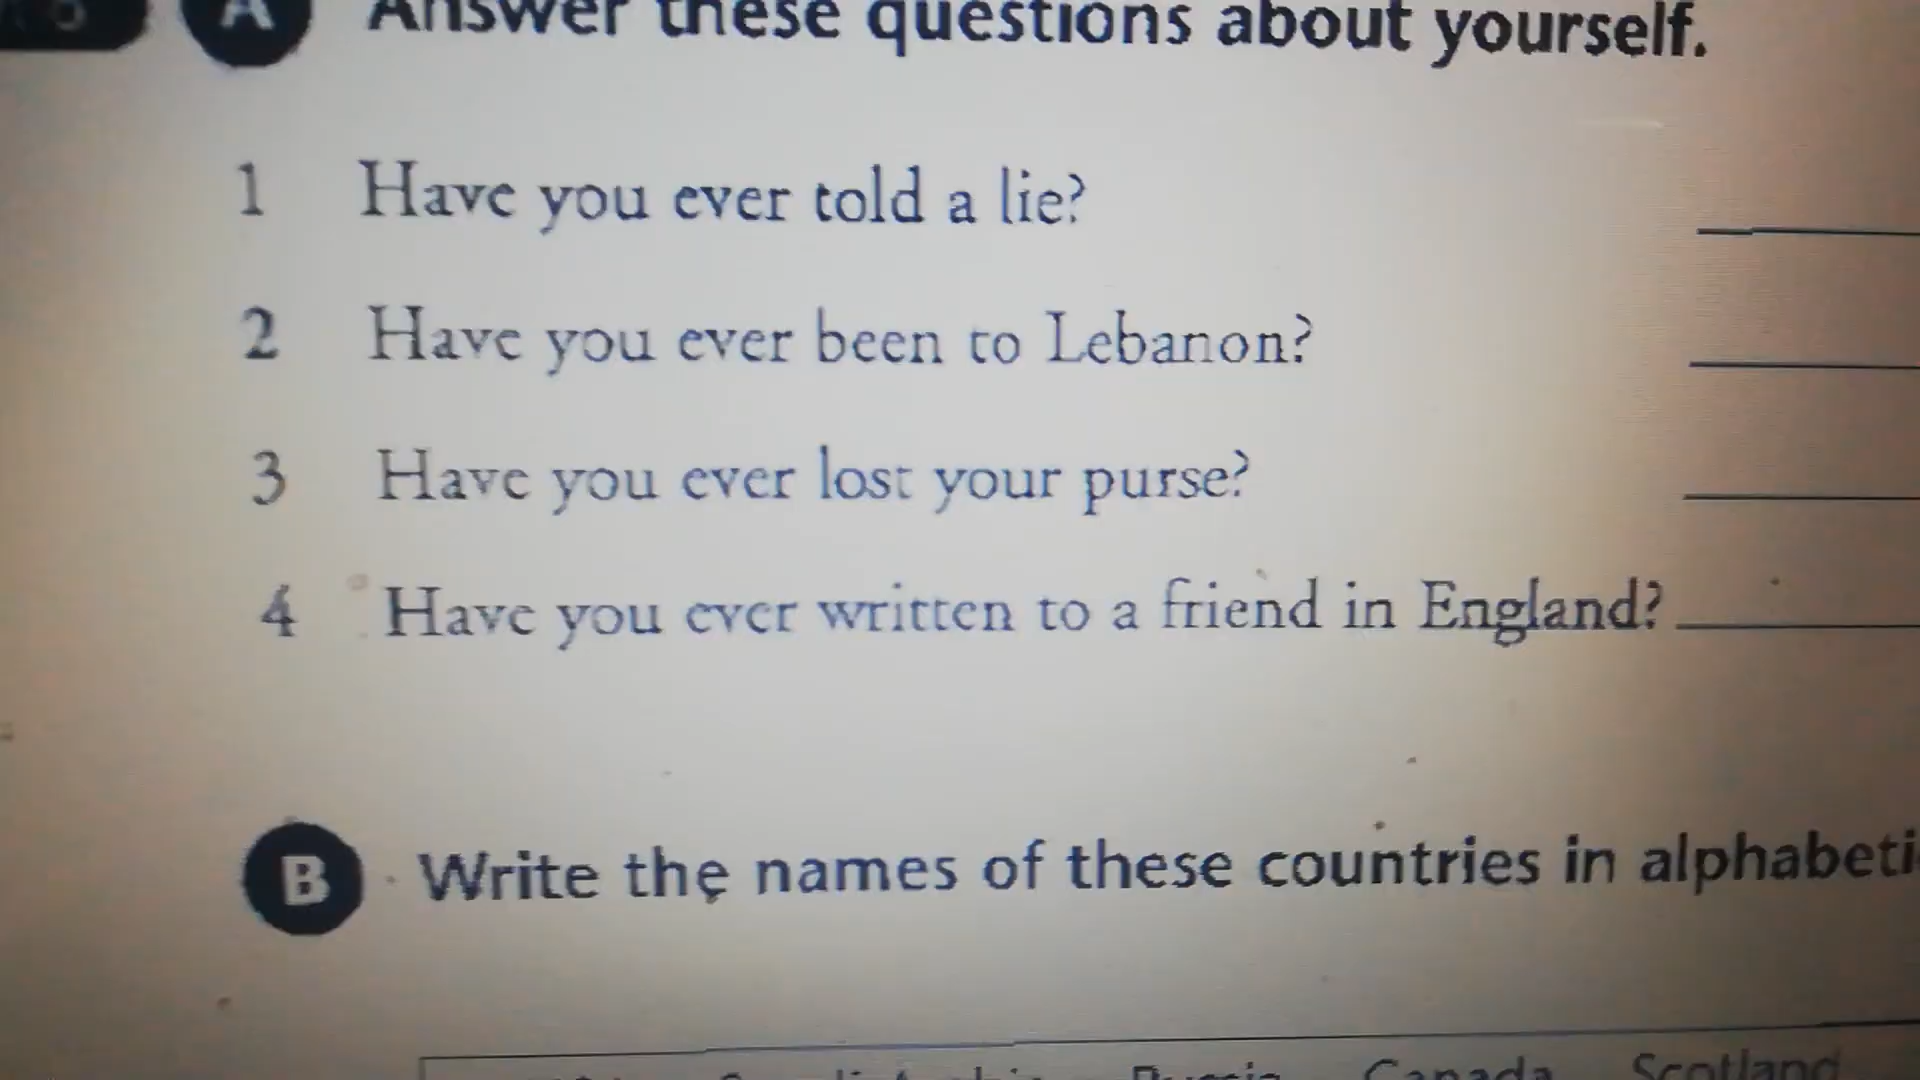 A Answer these questions about yourself.
1 Have you ever told a lie?
2 Have you ever been to Lebanon?
3 Have you ever lost your purse?
4 Have you ever written to a friend in England?
B Write the names of these countries in
Russia Canada Scotland